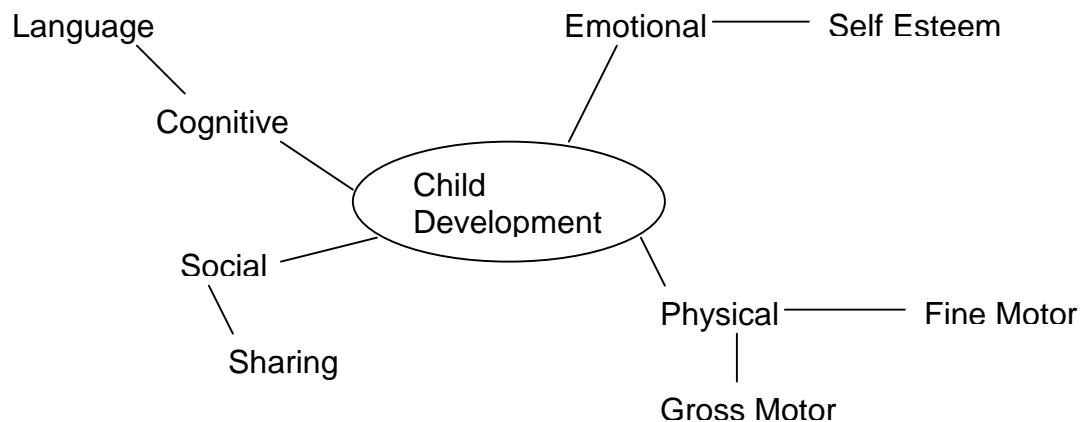 Language
Emotional
Self Esteem
Cognitive
Child
Development
Social
Physical
Fine Motor
Sharing
Gross Motor